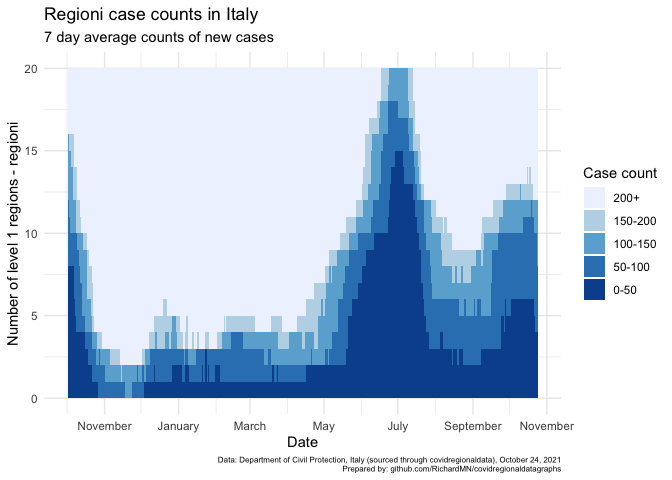 Regioni case counts in Italy
7 day average counts of new cases
20
15
10
5
0
Number of level 1 regions - regioni
November
January
March
May
July
September
November
Date
Case count
200+
150-200
100-150
50-100
0-50
Data: Department of Civil Protection, Italy (sourced through covidregionaldata), October 24, 2021
Prepared by: github.com/RichardMN/covidregionaldatagraphs